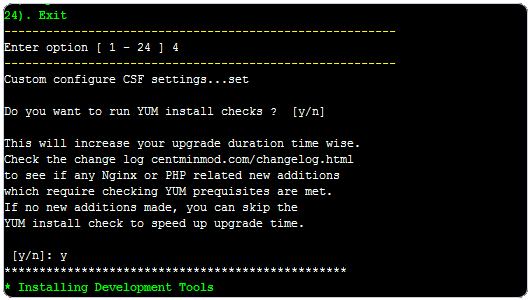 24). Exit
--------------------------------------------------------
Enter option [ 1 - 24 ] 4
--------------------------------------------------------
Custom configure CSF settings...set
Do you want to run YUM install checks ?  [y/n]
This will increase your upgrade duration time wise.
Check the change log centminmod.com/changelog.html
to see if any Nginx or PHP related new additions
which require checking YUM prequisites are met.
If no new additions made, you can skip the
YUM install check to speed up upgrade time.
[y/n]: y
*************************************************
* Installing Development Tools